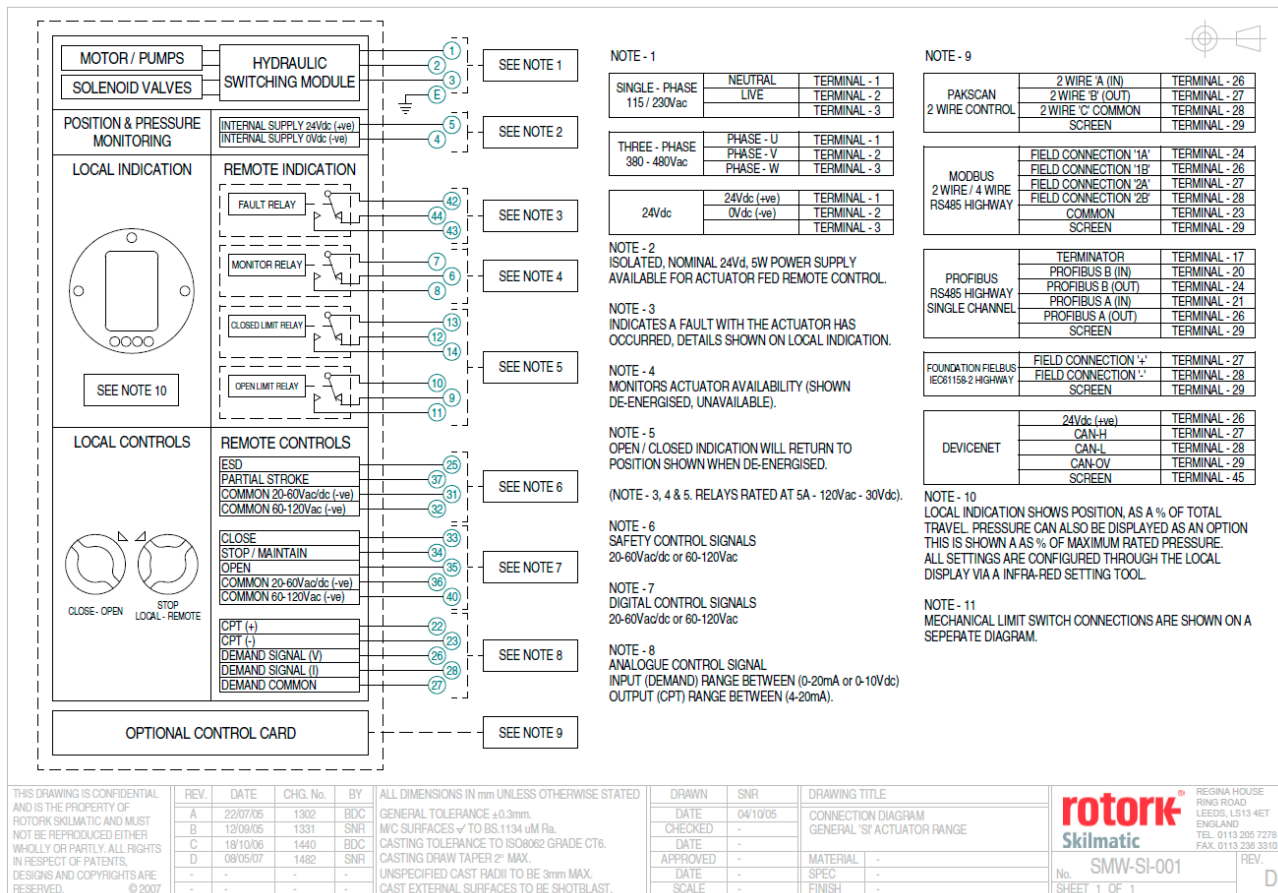 MOTOR / PUMPS
SOLENOID VALVES
HYDRAULIC
SWITCHING MODULE
1
2
3
E
SEE NOTE 1
POSITION & PRESSURE
MONITORING
INTERNAL SUPPLY 24Vdc (+ve)
INTERNAL SUPPLY 0Vdc (-ve)
5
4
SEE NOTE 2
LOCAL INDICATION
REMOTE INDICATION
FAULT RELAY
42
44
43
SEE NOTE 3
MONITOR RELAY
7
6
8
SEE NOTE 4
CLOSED LIMIT RELAY
13
12
14
SEE NOTE 5
OPEN LIMIT RELAY
10
9
11
SEE NOTE 10
LOCAL CONTROLS
REMOTE CONTROLS
ESD
PARTIAL STROKE
COMMON 20-60Vac/dc (-ve)
COMMON 60-120Vac (-ve)
25
37
31
32
SEE NOTE 6
CLOSE
STOP / MAINTAIN
OPEN
COMMON 20-60Vac/dc (-ve)
COMMON 60-120Vac (-ve)
33
34
35
36
40
SEE NOTE 7
CLOSE - OPEN
STOP
LOCAL - REMOTE
CPT (+)
CPT (-)
DEMAND SIGNAL (V)
DEMAND SIGNAL (I)
DEMAND COMMON
22
23
26
28
27
SEE NOTE 8
OPTIONAL CONTROL CARD
SEE NOTE 9
NOTE - 1
SINGLE - PHASE
115 / 230Vac
NEUTRAL TERMINAL - 1
LIVE TERMINAL - 2
TERMINAL - 3
THREE - PHASE
380 - 480Vac
PHASE - U TERMINAL - 1
PHASE - V TERMINAL - 2
PHASE - W TERMINAL - 3
24Vdc
24Vdc (+ve) TERMINAL - 1
0Vdc (-ve) TERMINAL - 2
TERMINAL - 3
NOTE - 2
ISOLATED, NOMINAL 24Vd, 5W POWER SUPPLY
AVAILABLE FOR ACTUATOR FED REMOTE CONTROL.
NOTE - 3
INDICATES A FAULT WITH THE ACTUATOR HAS
OCCURRED, DETAILS SHOWN ON LOCAL INDICATION.
NOTE - 4
MONITORS ACTUATOR AVAILABILITY (SHOWN
DE-ENERGISED, UNAVAILABLE).
NOTE - 5
OPEN / CLOSED INDICATION WILL RETURN TO
POSITION SHOWN WHEN DE-ENERGISED.
(NOTE - 3, 4 & 5. RELAYS RATED AT 5A - 120Vac - 30Vdc).
NOTE - 6
SAFETY CONTROL SIGNALS
20-60Vac/dc or 60-120Vac
NOTE - 7
DIGITAL CONTROL SIGNALS
20-60Vac/dc or 60-120Vac
NOTE - 8
ANALOGUE CONTROL SIGNAL
INPUT (DEMAND) RANGE BETWEEN (0-20mA or 0-10Vdc)
OUTPUT (CPT) RANGE BETWEEN (4-20mA).
NOTE - 9
PAKSCAN
2 WIRE CONTROL
2 WIRE 'A' (IN) TERMINAL - 26
2 WIRE 'B' (OUT) TERMINAL - 27
2 WIRE 'C' COMMON TERMINAL - 28
SCREEN TERMINAL - 29
MODBUS
2 WIRE / 4 WIRE
RS485 HIGHWAY
FIELD CONNECTION '1A' TERMINAL - 24
FIELD CONNECTION '1B' TERMINAL - 26
FIELD CONNECTION '2A' TERMINAL - 27
FIELD CONNECTION '2B' TERMINAL - 28
COMMON TERMINAL - 23
SCREEN TERMINAL - 29
PROFIBUS
RS485 HIGHWAY
SINGLE CHANNEL
TERMINATOR TERMINAL - 17
PROFIBUS B (IN) TERMINAL - 20
PROFIBUS B (OUT) TERMINAL - 24
PROFIBUS A (IN) TERMINAL - 21
PROFIBUS A (OUT) TERMINAL - 26
SCREEN TERMINAL - 29
FOUNDATION FIELBUS
IEC61158-2 HIGHWAY
FIELD CONNECTION '+' TERMINAL - 27
FIELD CONNECTION '-' TERMINAL - 28
SCREEN TERMINAL - 29
DEVICENET
24Vdc (+ve) TERMINAL - 26
CAN-H TERMINAL - 27
CAN-L TERMINAL - 28
CAN-OV TERMINAL - 29
SCREEN TERMINAL - 45
NOTE - 10
LOCAL INDICATION SHOWS POSITION, AS A % OF TOTAL
TRAVEL. PRESSURE CAN ALSO BE DISPLAYED AS AN OPTION
THIS IS SHOWN A AS % OF MAXIMUM RATED PRESSURE.
ALL SETTINGS ARE CONFIGURED THROUGH THE LOCAL
DISPLAY VIA A INFRA-RED SETTING TOOL.
NOTE - 11
MECHANICAL LIMIT SWITCH CONNECTIONS ARE SHOWN ON A
SEPERATE DIAGRAM.
THIS DRAWING IS CONFIDENTIAL
AND IS THE PROPERTY OF
ROTORK SKILMATIC AND MUST
NOT BE REPRODUCED EITHER
WHOLLY OR PARTLY. ALL RIGHTS
IN RESPECT OF PATENTS,
DESIGNS AND COPYRIGHTS ARE
RESERVED. © 2007
REV. DATE CHG. No. BY
A 22/07/05 1302 BDC
B 12/09/05 1331 SNR
C 18/10/06 1440 BDC
D 08/05/07 1482 SNR
- - - -
- - - -
ALL DIMENSIONS IN mm UNLESS OTHERWISE STATED
GENERAL TOLERANCE ±0.3mm.
M/C SURFACES √ TO BS.1134 uM Ra.
CASTING TOLERANCE TO ISO8062 GRADE CT6.
CASTING DRAW TAPER 2° MAX.
UNSPECIFIED CAST RADII TO BE 3mm MAX.
CAST EXTERNAL SURFACES TO BE SHOTBLAST.
DRAWN SNR
DATE 04/10/05
CHECKED -
DATE -
APPROVED -
DATE -
SCALE -
DRAWING TITLE
CONNECTION DIAGRAM
GENERAL 'SI' ACTUATOR RANGE
MATERIAL -
SPEC -
FINISH -
rotork®
Skilmatic
REGINA HOUSE
RING ROAD
LEEDS, LS13 4ET
ENGLAND
TEL. 0113 205 7278
FAX. 0113 236 3310
No. SMW-SI-001
REV.
D
SHEET 1 OF 1